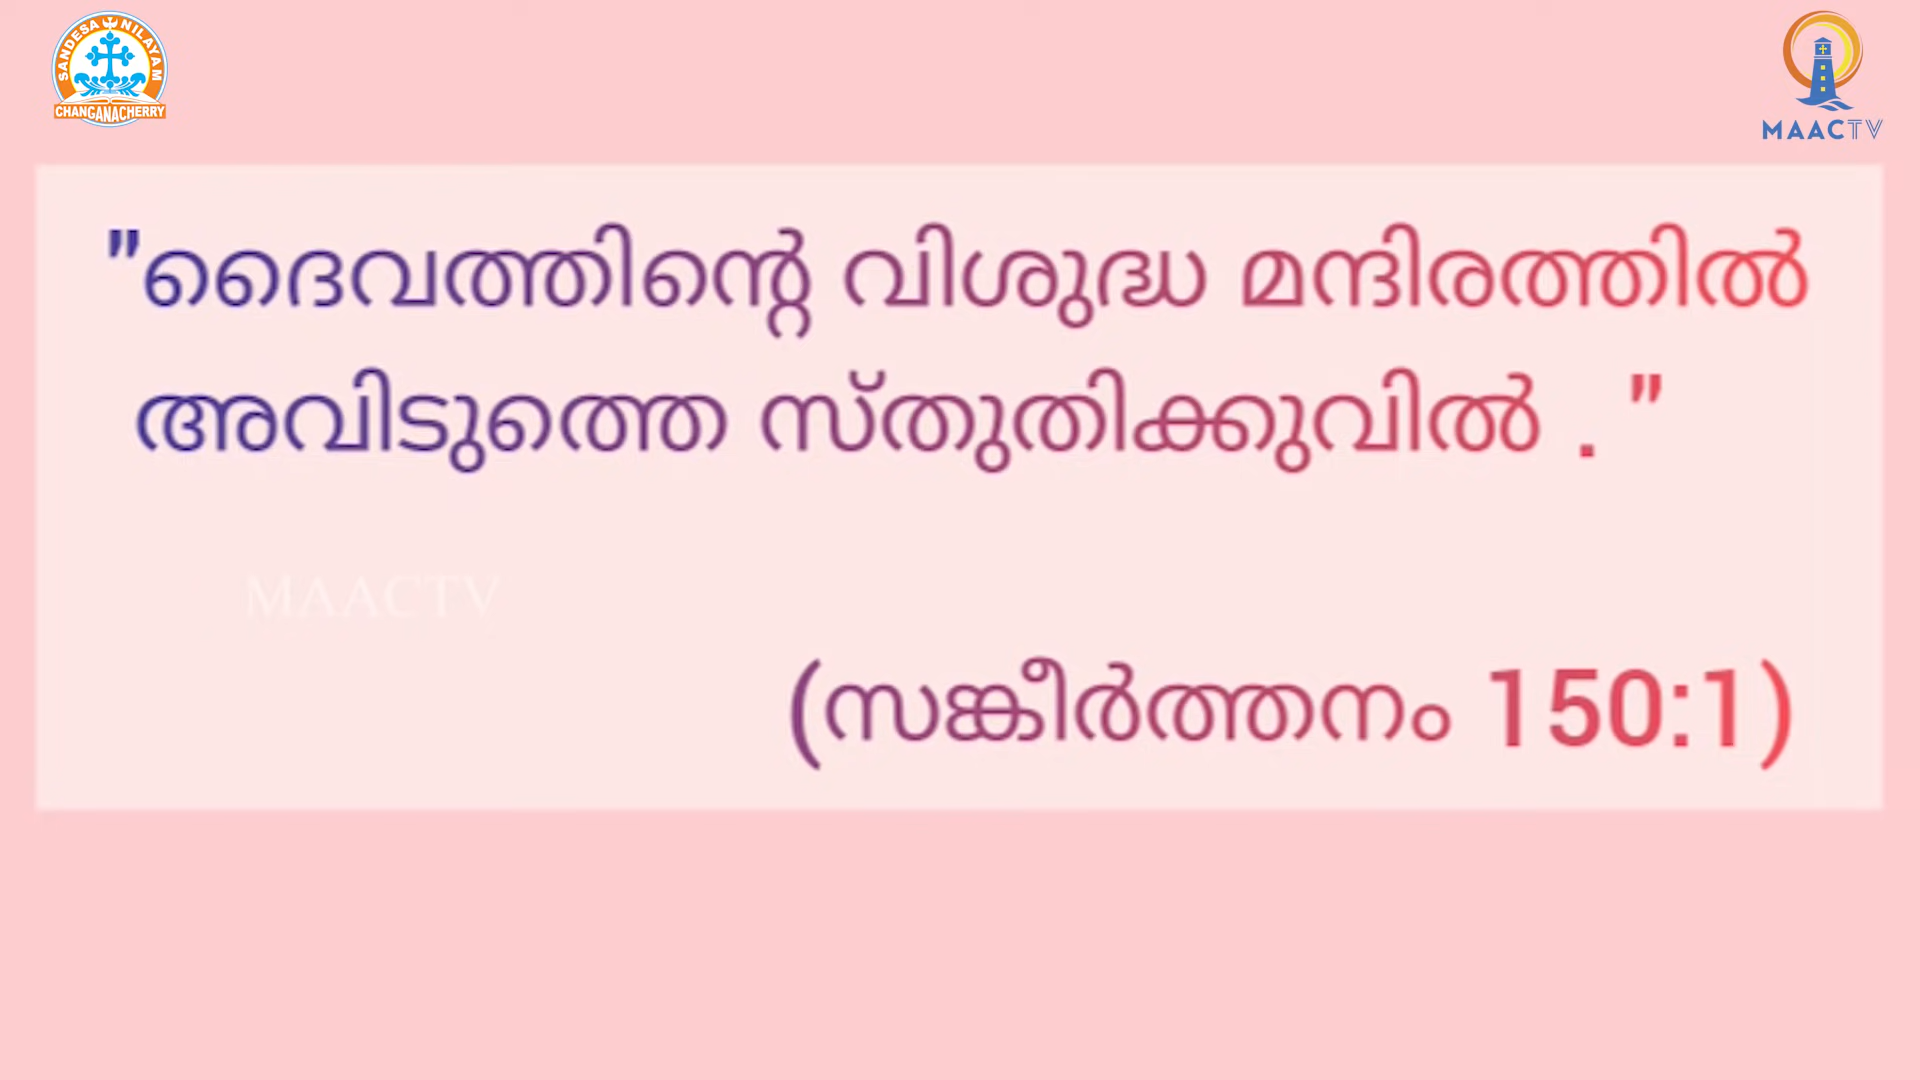 SANDESA NILAYAM
CHANGANACHERRY
MAACTV
"ദൈവത്തിന്റെ വിശുദ്ധ മന്ദിരത്തിൽ
അവിടുത്തെ സ്തുതിക്കുവിൽ . "
MAACTV
(സങ്കീർത്തനം 150:1)